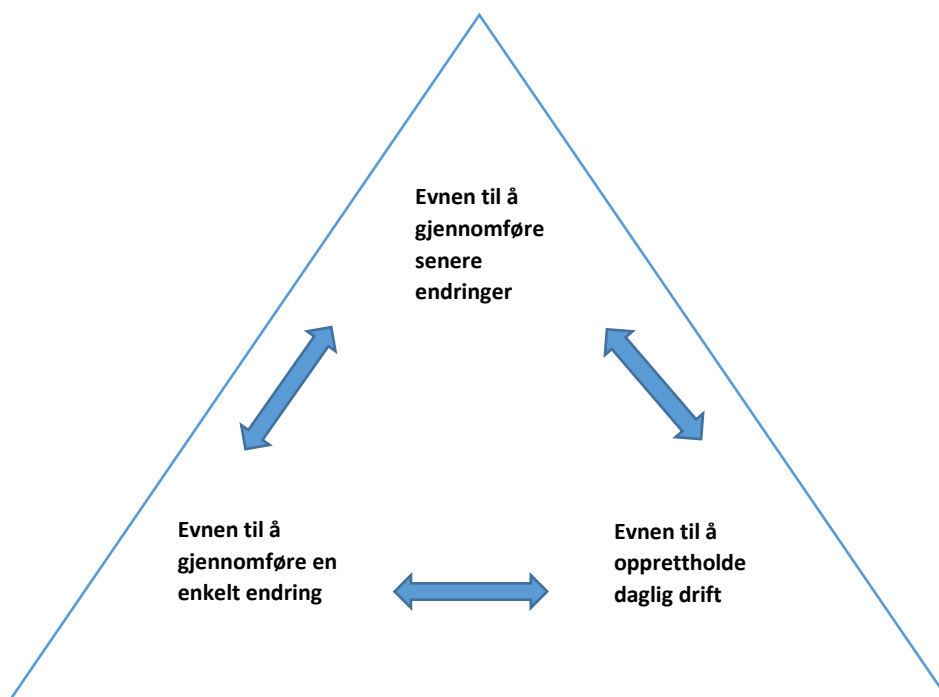 Evnen til å
gjennomføre
senere
endringer
Evnen til å
gjennomføre en
enkelt endring
Evnen til å
opprettholde
daglig drift